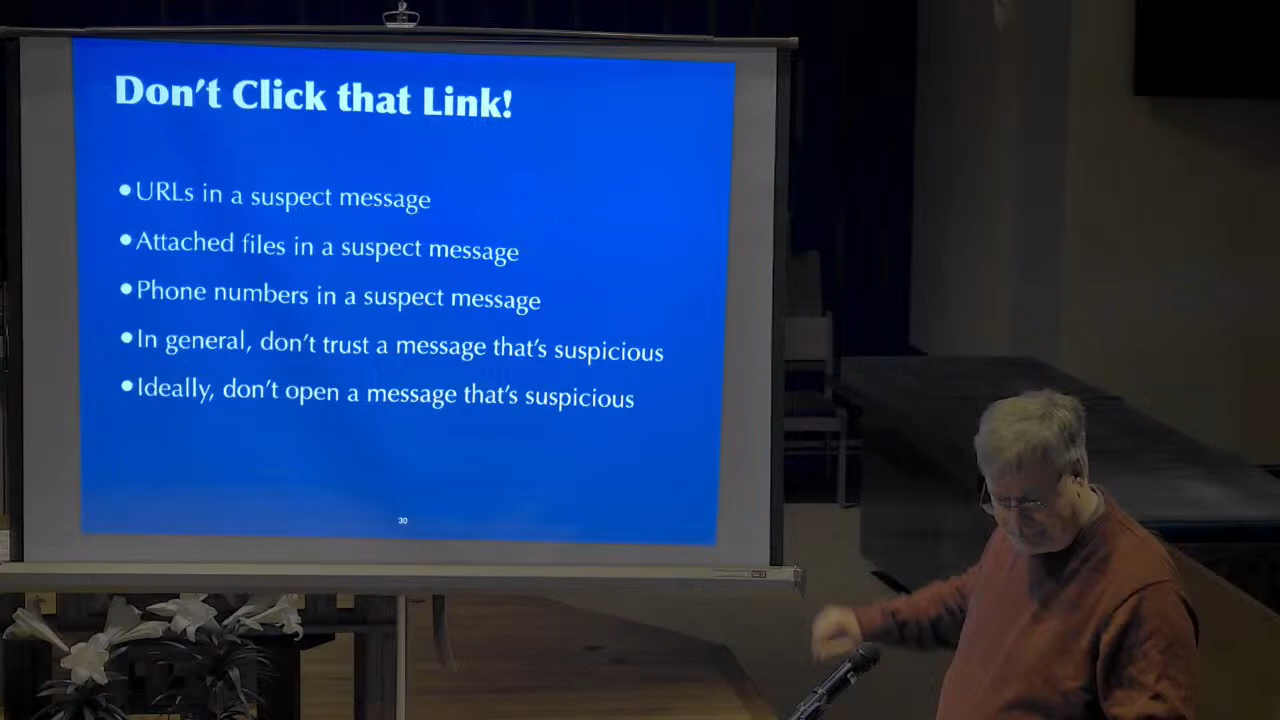 Don't Click that Link!
•URLs in a suspect message
•Attached files in a suspect message
•Phone numbers in a suspect message
•In general, don't trust a message that's suspicious
•Ideally, don't open a message that's suspicious
30